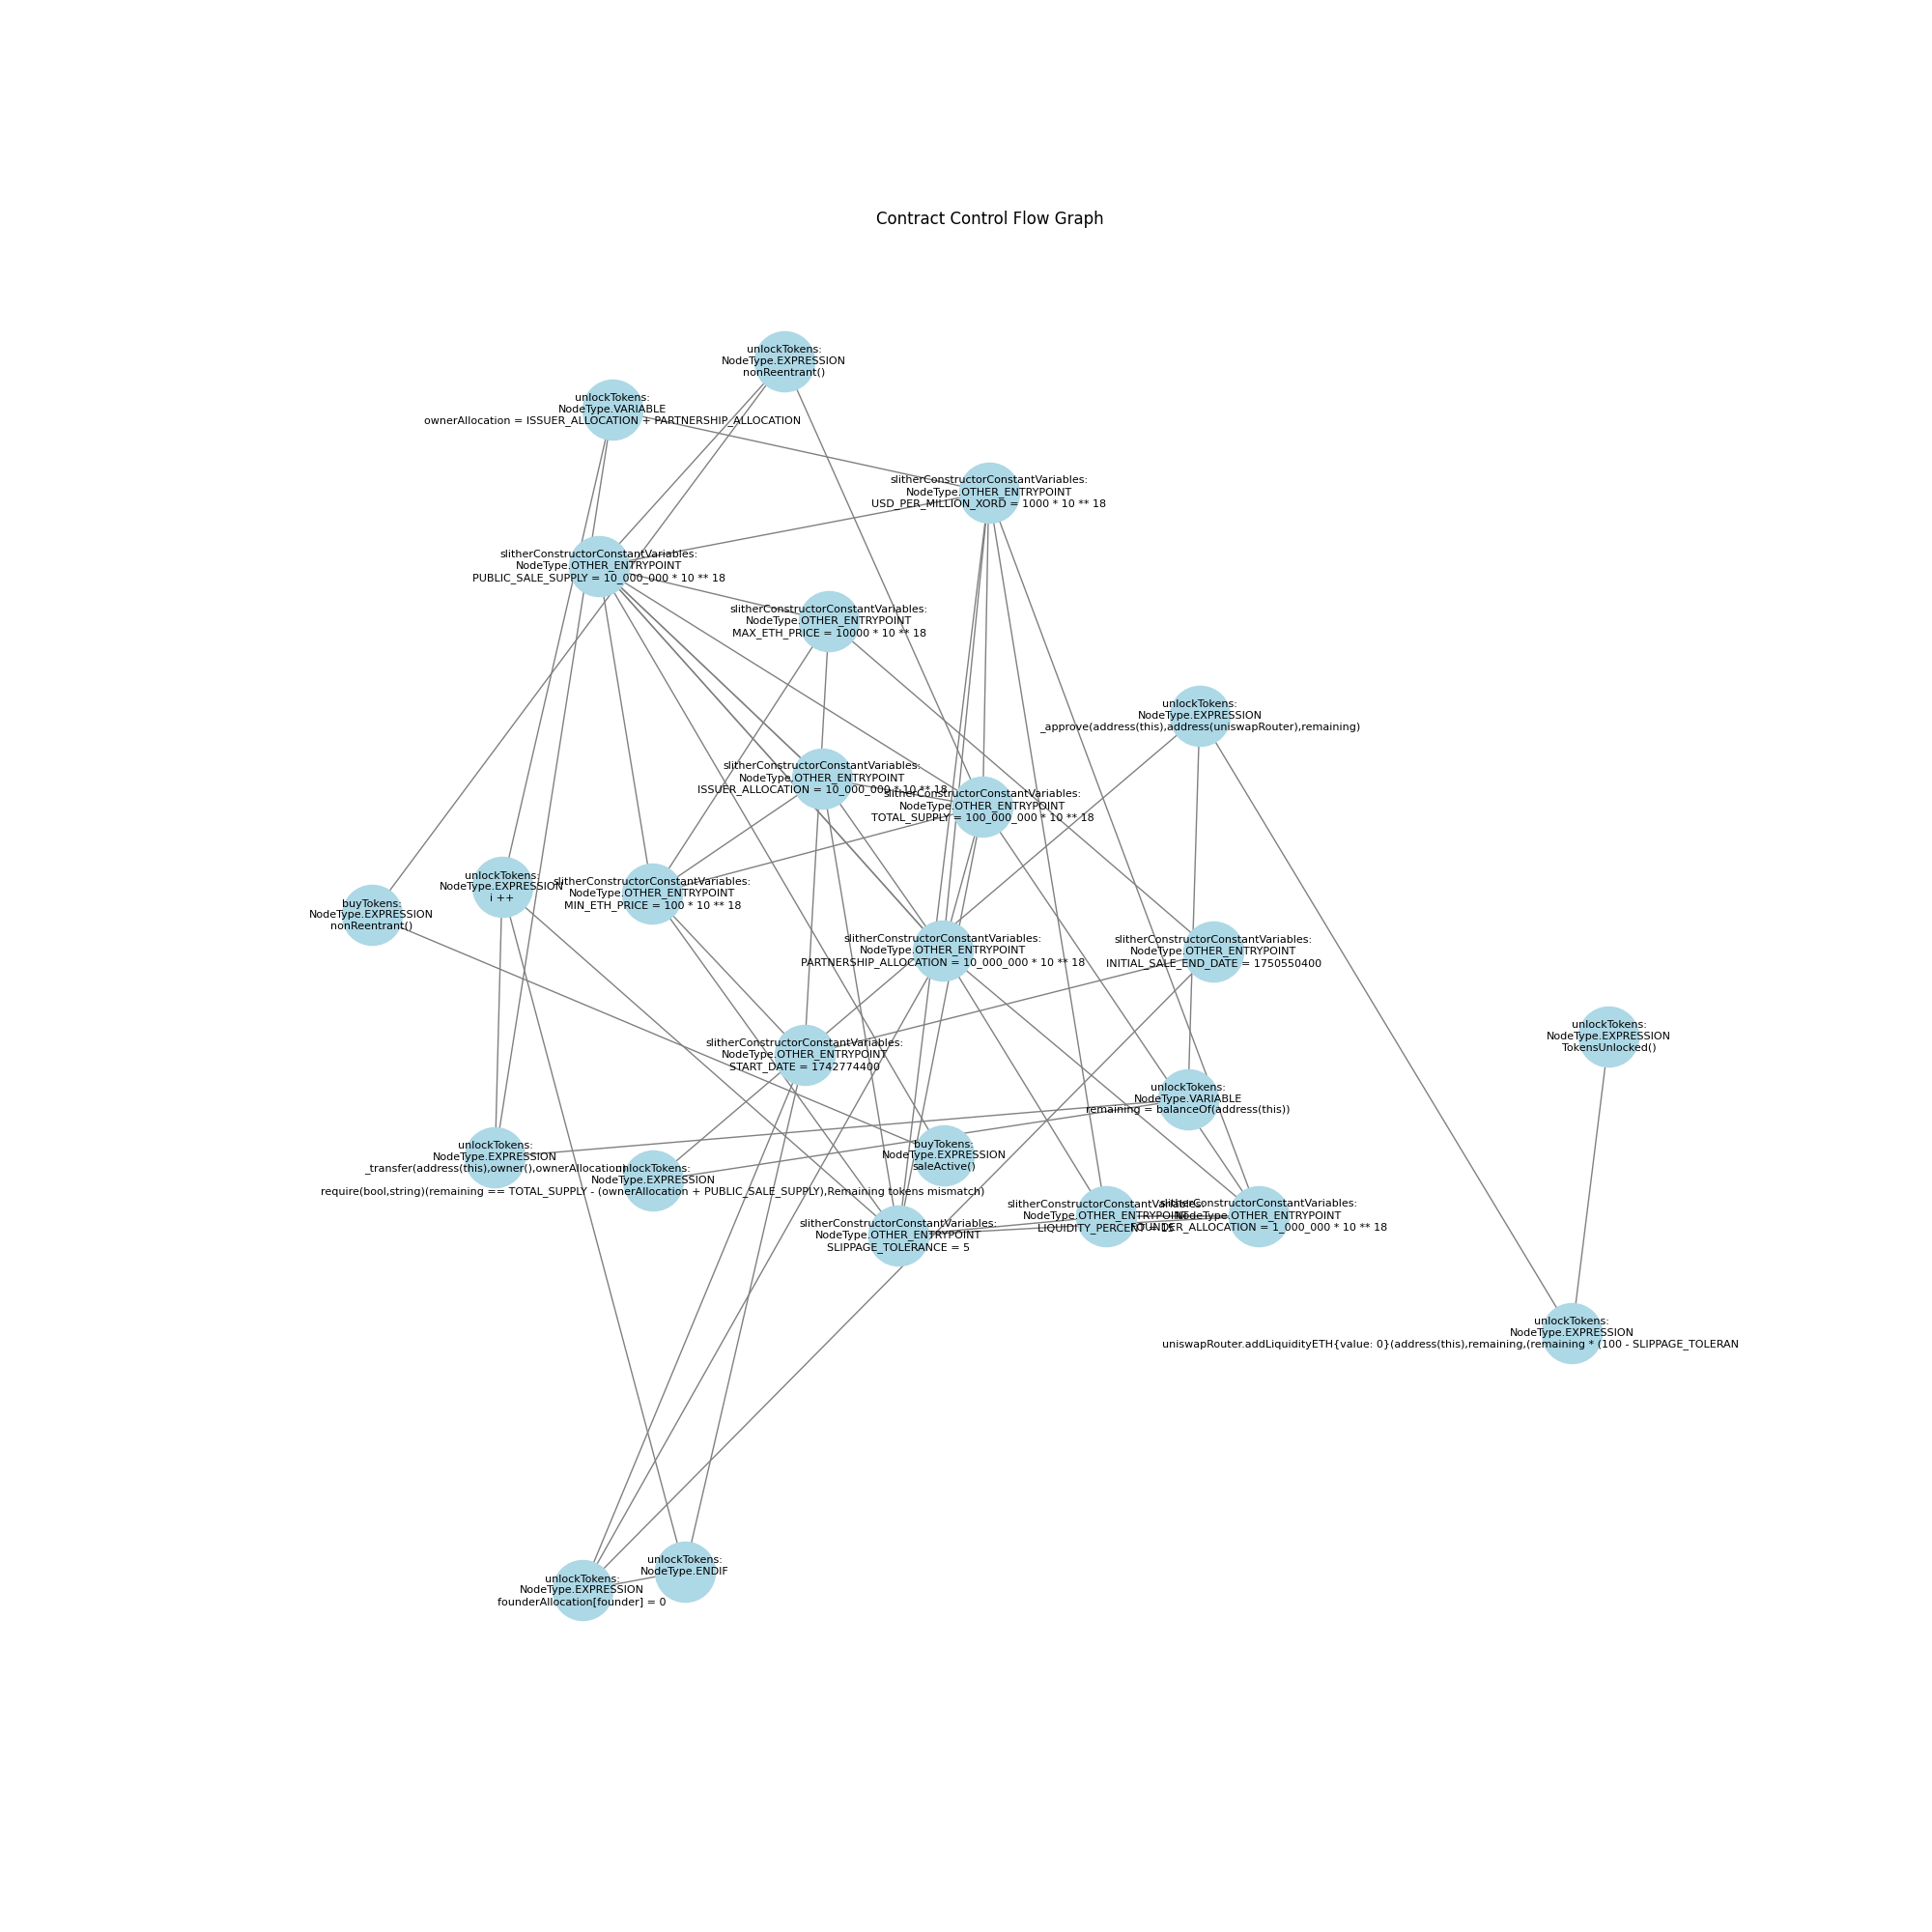 Contract Control Flow Graph
unlockTokens:
NodeType.EXPRESSION
nonReentrant()
unlockTokens:
NodeType.VARIABLE
ownerAllocation = ISSUER_ALLOCATION + PARTNERSHIP_ALLOCATION
slitherConstructorConstantVariables:
NodeType.OTHER_ENTRYPOINT
USD_PER_MILLION_XORD = 1000 * 10 ** 18
slitherConstructorConstantVariables:
NodeType.OTHER_ENTRYPOINT
PUBLIC_SALE_SUPPLY = 10_000_000 * 10 ** 18
slitherConstructorConstantVariables:
NodeType.OTHER_ENTRYPOINT
MAX_ETH_PRICE = 10000 * 10 ** 18
unlockTokens:
NodeType.EXPRESSION
_approve(address(this),address(uniswapRouter),remaining)
slitherConstructorConstantVariables:
NodeType.OTHER_ENTRYPOINT
ISSUER_ALLOCATION = 10_000_000 * 10 ** 18
slitherConstructorConstantVariables:
NodeType.OTHER_ENTRYPOINT
TOTAL_SUPPLY = 100_000_000 * 10 ** 18
unlockTokens:
NodeType.EXPRESSION
i ++
slitherConstructorConstantVariables:
NodeType.OTHER_ENTRYPOINT
MIN_ETH_PRICE = 100 * 10 ** 18
buyTokens:
NodeType.EXPRESSION
nonReentrant()
slitherConstructorConstantVariables:
NodeType.OTHER_ENTRYPOINT
PARTNERSHIP_ALLOCATION = 10_000_000 * 10 ** 18
slitherConstructorConstantVariables:
NodeType.OTHER_ENTRYPOINT
INITIAL_SALE_END_DATE = 1750550400
unlockTokens:
NodeType.EXPRESSION
TokensUnlocked()
slitherConstructorConstantVariables:
NodeType.OTHER_ENTRYPOINT
START_DATE = 1742774400
unlockTokens:
NodeType.VARIABLE
remaining = balanceOf(address(this))
unlockTokens:
NodeType.EXPRESSION
_transfer(address(this),owner(),ownerAllocation)
buyTokens:
NodeType.EXPRESSION
saleActive()
unlockTokens:
NodeType.EXPRESSION
require(bool,string)(remaining == TOTAL_SUPPLY - (ownerAllocation + PUBLIC_SALE_SUPPLY),Remaining tokens mismatch)
slitherConstructorConstantVariables:
NodeType.OTHER_ENTRYPOINT
LIQUIDITY_PERCENT = 15
slitherConstructorConstantVariables:
NodeType.OTHER_ENTRYPOINT
FOUNDER_ALLOCATION = 1_000_000 * 10 ** 18
slitherConstructorConstantVariables:
NodeType.OTHER_ENTRYPOINT
SLIPPAGE_TOLERANCE = 5
unlockTokens:
NodeType.EXPRESSION
uniswapRouter.addLiquidityETH{value: 0}(address(this),remaining,(remaining * (100 - SLIPPAGE_TOLERAN
unlockTokens:
NodeType.ENDIF
unlockTokens:
NodeType.EXPRESSION
founderAllocation[founder] = 0